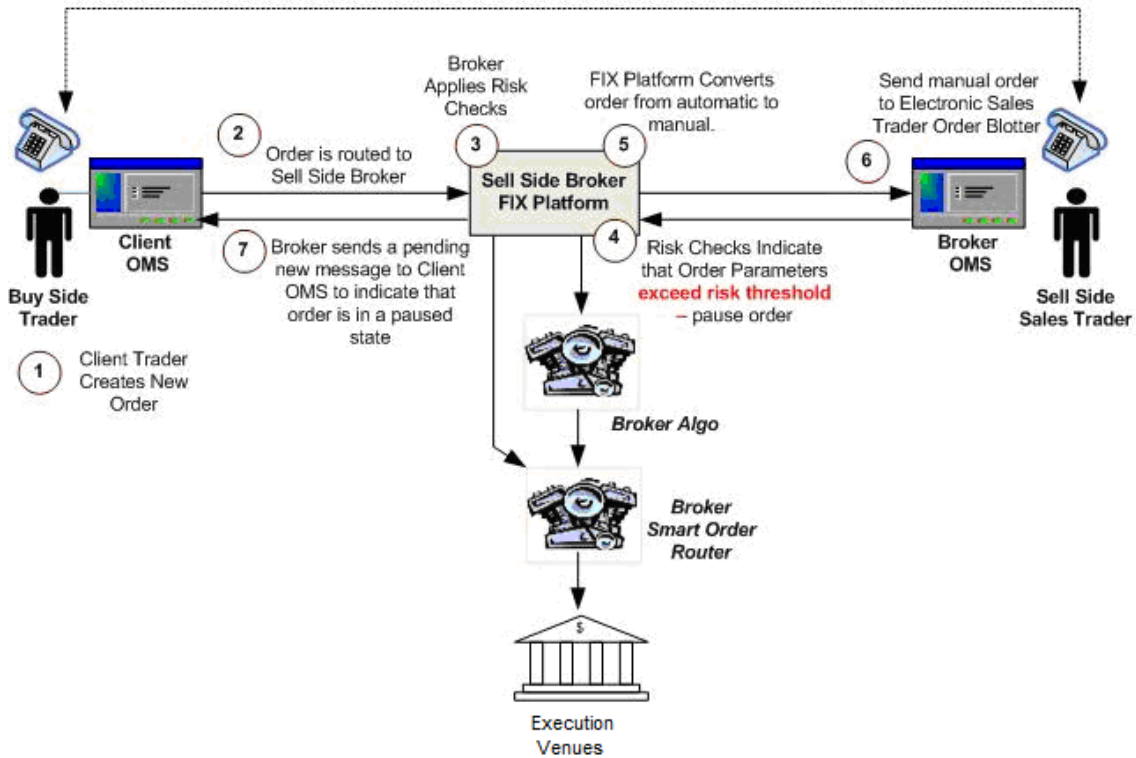 Broker
Applies Risk
Checks
FIX Platform Converts
order from automatic to
manual.
Send manual order
to Electronic Sales
Trader Order Blotter
2
3
5
6
Order is routed to
Sell Side Broker
Sell Side Broker
FIX Platform
Client
OMS
7
Broker sends a pending
new message to Client
OMS to indicate that
order is in a paused
state
4
Risk Checks Indicate
that Order Parameters
exceed risk threshold
– pause order
Broker
OMS
Buy Side
Trader
Sell Side
Sales Trader
1
Client Trader
Creates New
Order
Broker Algo
Broker
Smart Order
Router
$
Execution
Venues